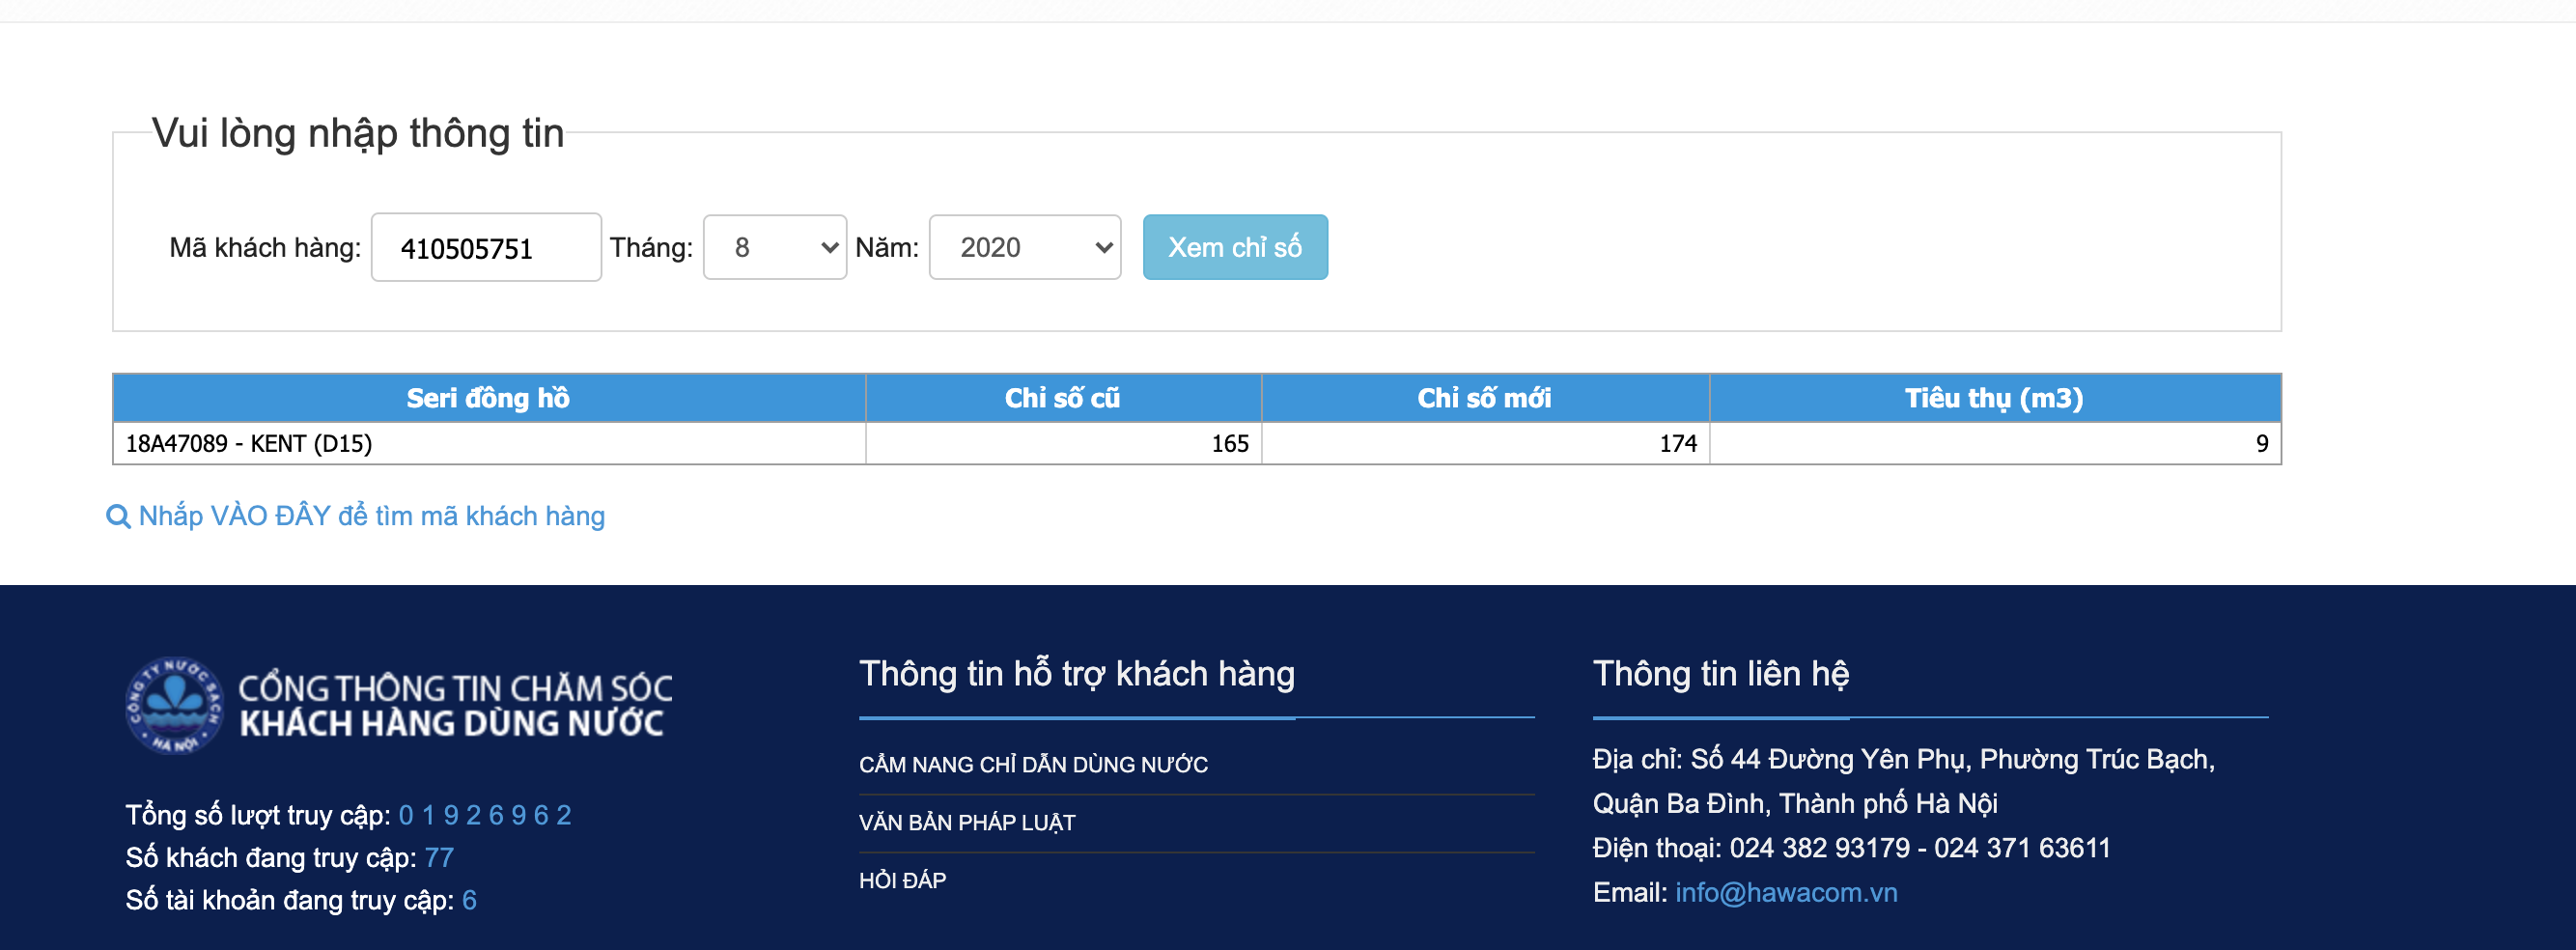 Vui lòng nhập thông tin
Mã khách hàng: 410505751 Tháng: 8 Năm: 2020 Xem chỉ số
Seri đồng hồ Chỉ số cũ Chỉ số mới Tiêu thụ (m3)
18A47089 - KENT (D15) 165 174 9
Nhắp VÀO ĐÂY để tìm mã khách hàng
CÔNG TY NƯỚC SẠCH
HÀ NỘI
CỔNG THÔNG TIN CHĂM SÓC
KHÁCH HÀNG DÙNG NƯỚC
Tổng số lượt truy cập: 0 1 9 2 6 9 6 2
Số khách đang truy cập: 77
Số tài khoản đang truy cập: 6
Thông tin hỗ trợ khách hàng
CẨM NANG CHỈ DẪN DÙNG NƯỚC
VĂN BẢN PHÁP LUẬT
HỎI ĐÁP
Thông tin liên hệ
Địa chỉ: Số 44 Đường Yên Phụ, Phường Trúc Bạch,
Quận Ba Đình, Thành phố Hà Nội
Điện thoại: 024 382 93179 - 024 371 63611
Email: info@hawacom.vn